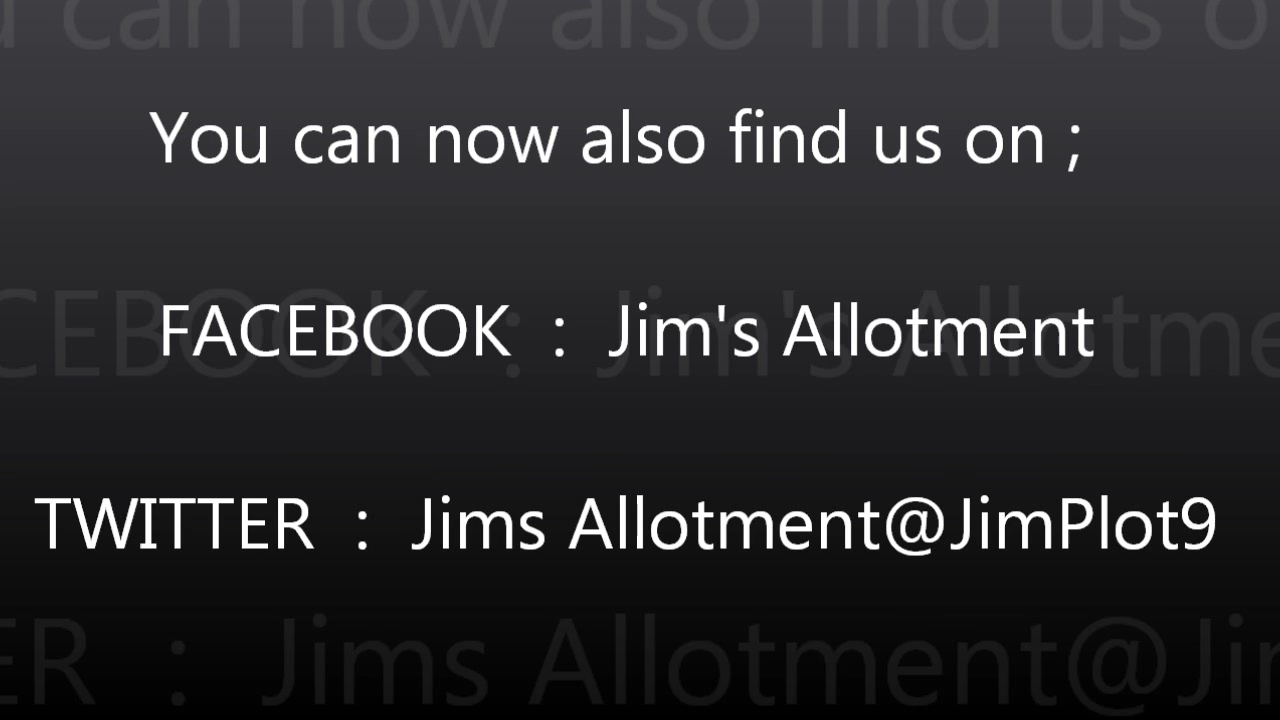 You can now also find us on ;
FACEBOOK : Jim's Allotment
TWITTER : Jims Allotment@JimPlot9